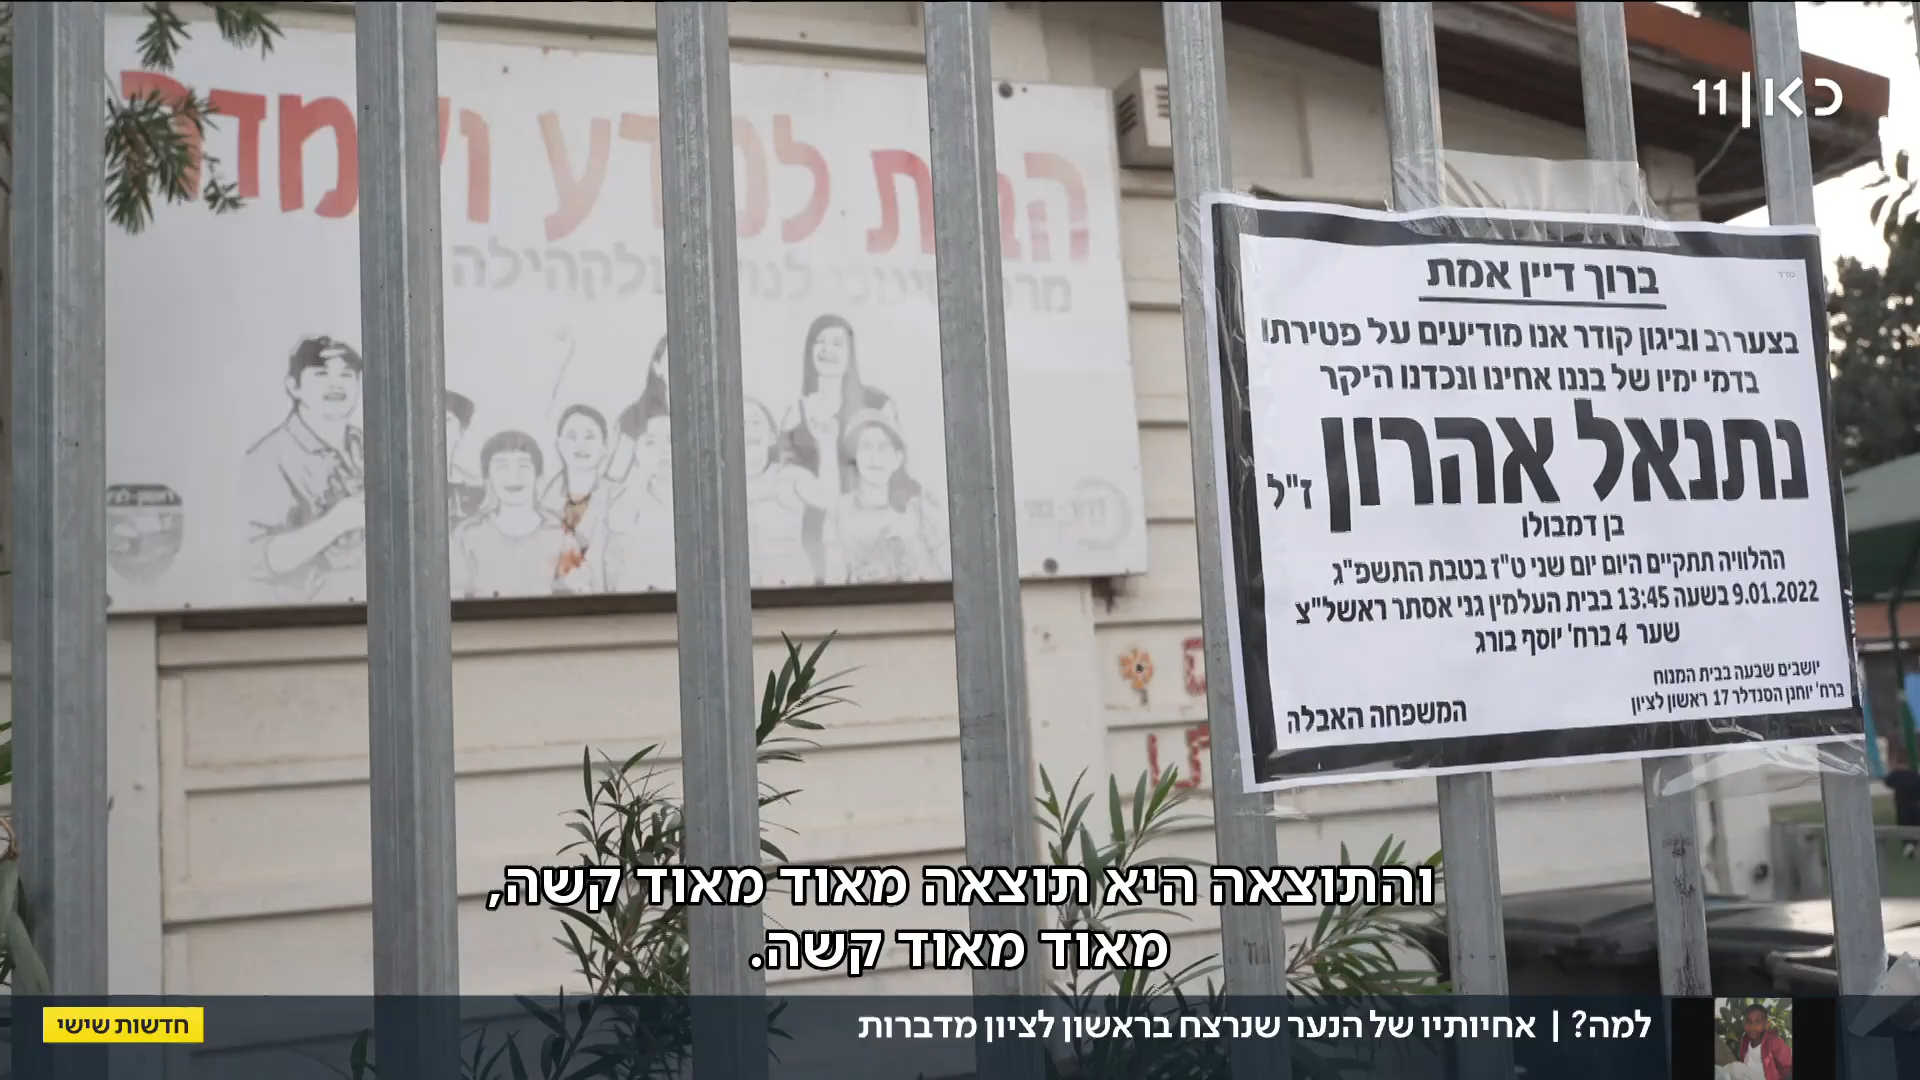 כאן 11
הבית למדע ו
ולקהילה
ברוך דיין אמת
בצער רב וביגון קודר אנו מודיעים על פטירתו
בדמי ימיו של בננו אחינו ונכדנו היקר
נתנאל אהרון ז"ל
בן דמבולו
ההלוויה תתקיים היום יום שני ט"ז בטבת התשפ"ג
9.01.2022 בשעה 13:45 בבית העלמין גני אסתר ראשל"צ
שער 4 ברח' יוסף בורג
יושבים שבעה בבית המנוח
ברח' יוחנן הסנדלר 17 ראשון לציון
המשפחה האבלה
והתוצאה היא תוצאה מאוד מאוד קשה,
מאוד מאוד קשה.
למה? | אחיותיו של הנער שנרצח בראשון לציון מדברות
חדשות שישי